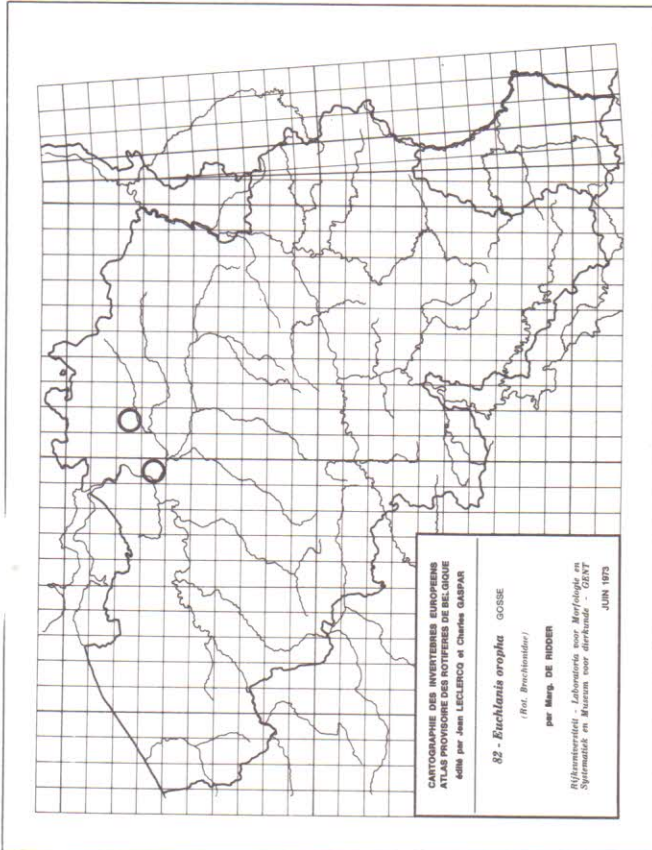 CARTOGRAPHIE DES INVERTEBRES EUROPEENS
ATLAS PROVISOIRE DES ROTIFERES DE BELGIQUE
édité par Jean LECLERCQ et Charles GASPAR
82 - Euchlanis oropha GOSSE
(Rot. Brachionidae)
par Marg. DE RIDDER
Rijksuniversiteit - Laboratoria voor Morfologie en
Systematiek en Museum voor dierkunde - GENT
JUIN 1973